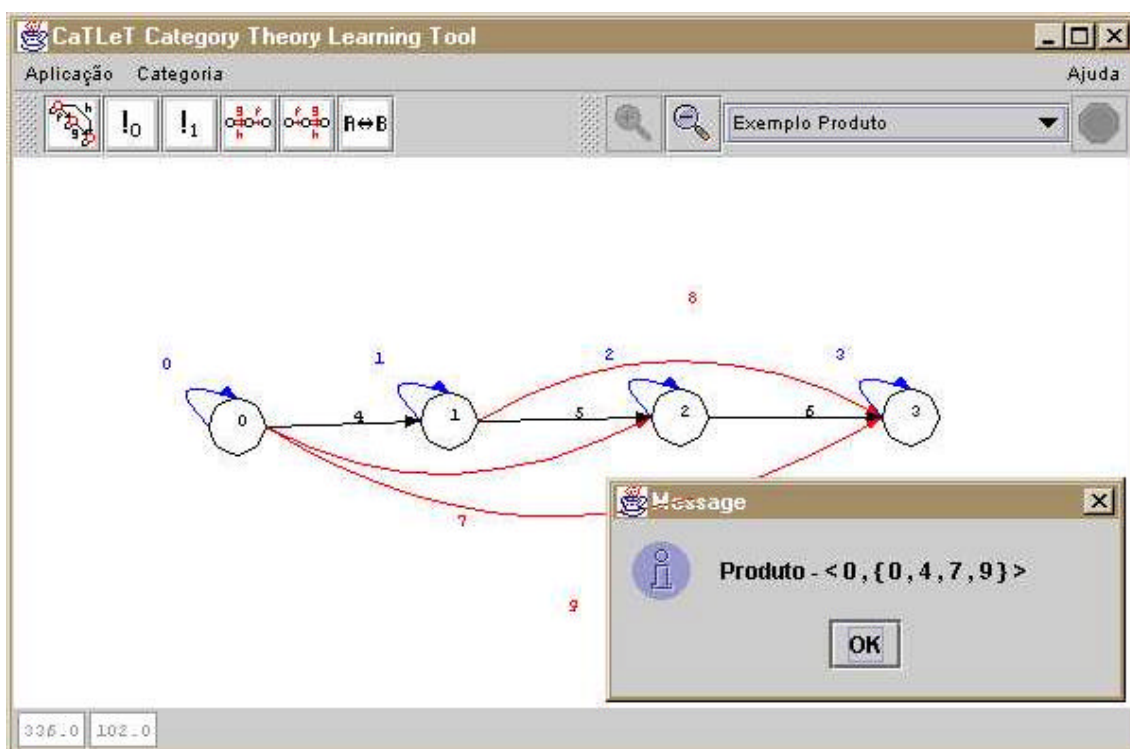 CaTLeT Category Theory Learning Tool
Aplicação Categoria Ajuda
!0 !1 A⇔B Exemplo Produto
8
0 1 2 3
0 4 1 5 2 6 3
7
Message
Produto - < 0 , { 0 , 4 , 7 , 9 } >
9
OK
336.0 102.0